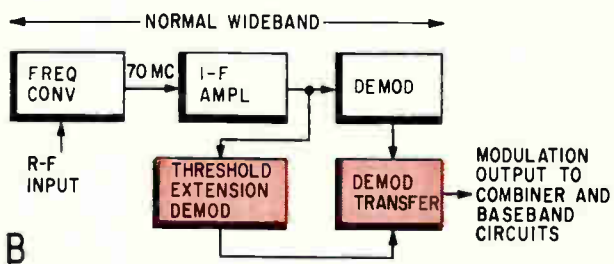 NORMAL WIDEBAND
FREQ
CONV
70 MC
I-F
AMPL
DEMOD
R-F
INPUT
THRESHOLD
EXTENSION
DEMOD
DEMOD
TRANSFER
MODULATION
OUTPUT TO
COMBINER AND
BASEBAND
CIRCUITS
B